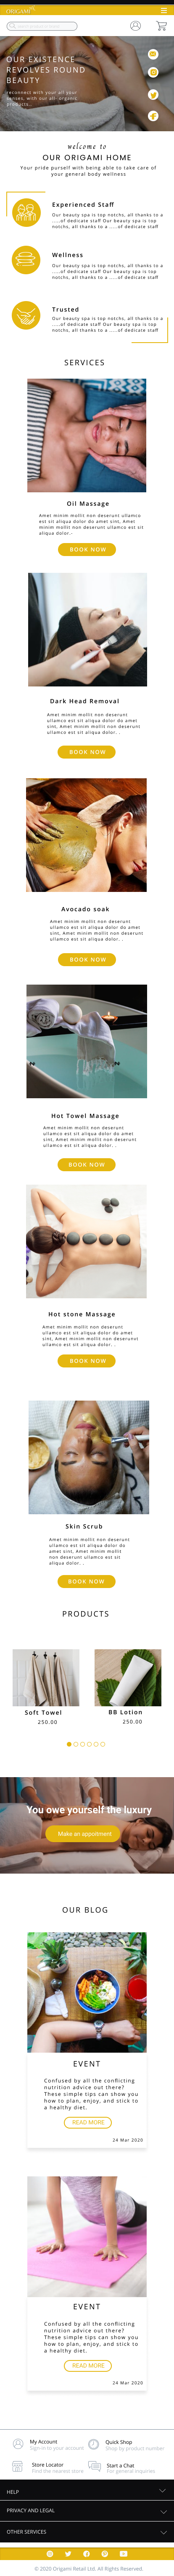 ORIGAMI
OUR EXISTENCE
REVOLVES ROUND
BEAUTY
reconnect with your all your
senses, with our all- organic
products..
welcome to
OUR ORIGAMI HOME
Your pride pursell with being able to take care of
your general body wellness
Experienced Staff
Our beauty spa is top notchs, all thanks to a
.....of dedicate staff Our beauty spa is top
notchs, all thanks to a .....of dedicate staff
Wellness
Our beauty spa is top notchs, all thanks to a
.....of dedicate staff Our beauty spa is top
notchs, all thanks to a .....of dedicate staff
Trusted
Our beauty spa is top notchs, all thanks to a
.....of dedicate staff Our beauty spa is top
notchs, all thanks to a .....of dedicate staff
SERVICES
Oil Massage
Amet minim mollit non deserunt ullamco
est sit aliqua dolor do amet sint, Amet
minim mollit non deserunt ullamco est sit
aliqua dolor.-
BOOK NOW
Dark Head Removal
Amet minim mollit non deserunt
ullamco est sit aliqua dolor do amet
sint, Amet minim mollit non deserunt
ullamco est sit aliqua dolor. .
BOOK NOW
Avocado soak
Amet minim mollit non deserunt
ullamco est sit aliqua dolor do amet
sint, Amet minim mollit non deserunt
ullamco est sit aliqua dolor. .
BOOK NOW
Hot Towel Massage
Amet minim mollit non deserunt
ullamco est sit aliqua dolor do amet
sint, Amet minim mollit non deserunt
ullamco est sit aliqua dolor. .
BOOK NOW
Hot stone Massage
Amet minim mollit non deserunt
ullamco est sit aliqua dolor do amet
sint, Amet minim mollit non deserunt
ullamco est sit aliqua dolor. .
BOOK NOW
Skin Scrub
Amet minim mollit non deserunt
ullamco est sit aliqua dolor do
amet sint, Amet minim mollit
non deserunt ullamco est sit
aliqua dolor. .
BOOK NOW
PRODUCTS
Soft Towel
250.00
BB Lotion
250.00
You owe yourself the luxury
Make an appointment
OUR BLOG
EVENT
Confused by all the conflicting
nutrition advice out there?
These simple tips can show you
how to plan, enjoy, and stick to
a healthy diet.
READ MORE
24 Mar 2020
EVENT
Confused by all the conflicting
nutrition advice out there?
These simple tips can show you
how to plan, enjoy, and stick to
a healthy diet.
READ MORE
24 Mar 2020
My Account
Sign-in to your account
Quick Shop
Shop by product number
Store Locator
Find the nearest store
Start a Chat
For general inquiries
HELP
PRIVACY AND LEGAL
OTHER SERVICES
© 2020 Origami Retail Ltd. All Rights Reserved.